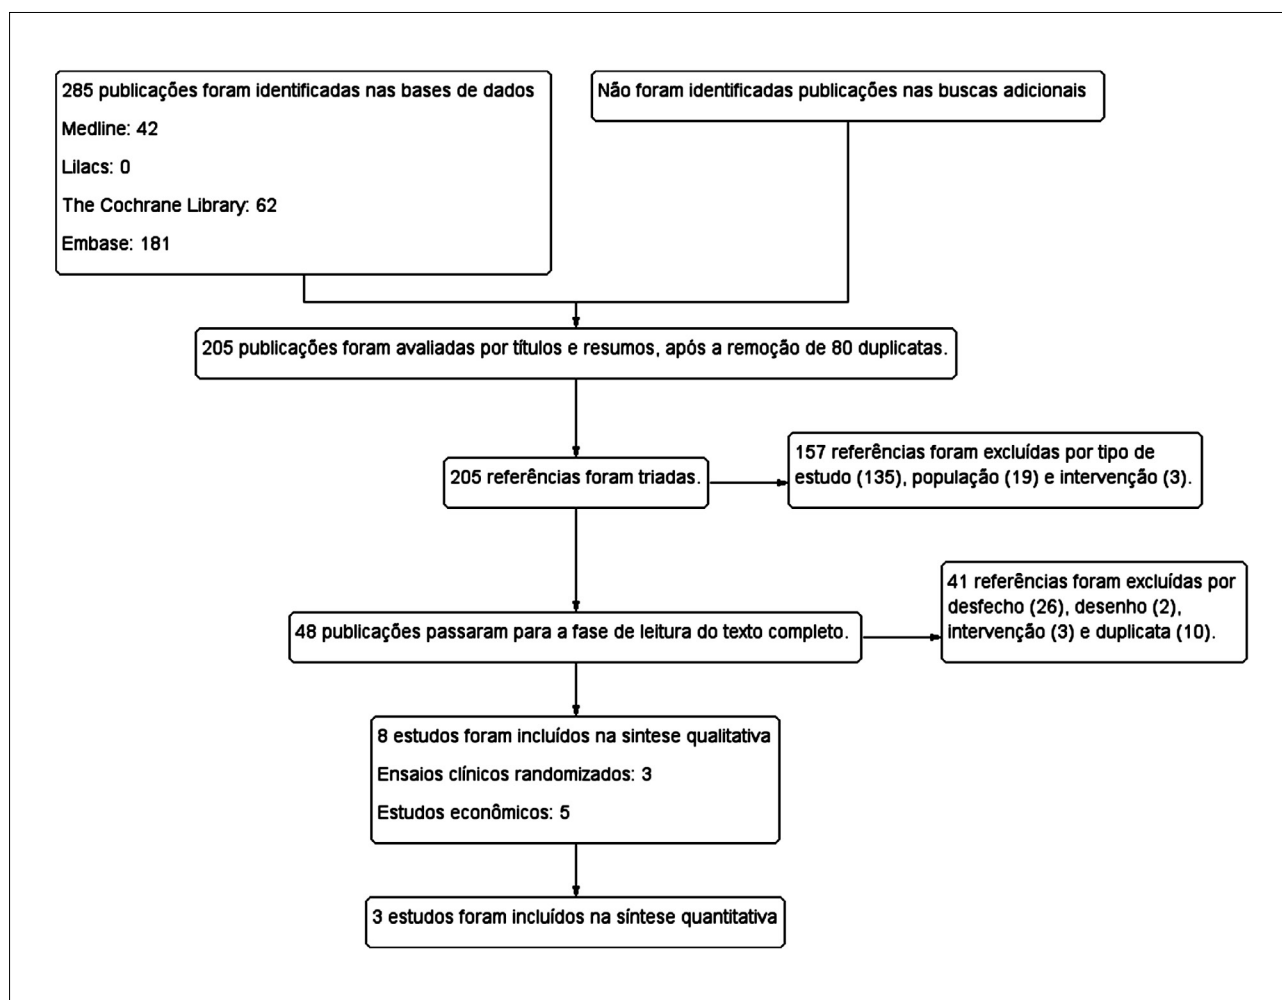 285 publicações foram identificadas nas bases de dados
Medline: 42
Lilacs: 0
The Cochrane Library: 62
Embase: 181
Não foram identificadas publicações nas buscas adicionais
205 publicações foram avaliadas por títulos e resumos, após a remoção de 80 duplicatas.
205 referências foram triadas.
157 referências foram excluídas por tipo de
estudo (135), população (19) e intervenção (3).
48 publicações passaram para a fase de leitura do texto completo.
41 referências foram excluídas por
desfecho (26), desenho (2),
intervenção (3) e duplicata (10).
8 estudos foram incluídos na sintese qualitativa
Ensaios clínicos randomizados: 3
Estudos econômicos: 5
3 estudos foram incluídos na síntese quantitativa